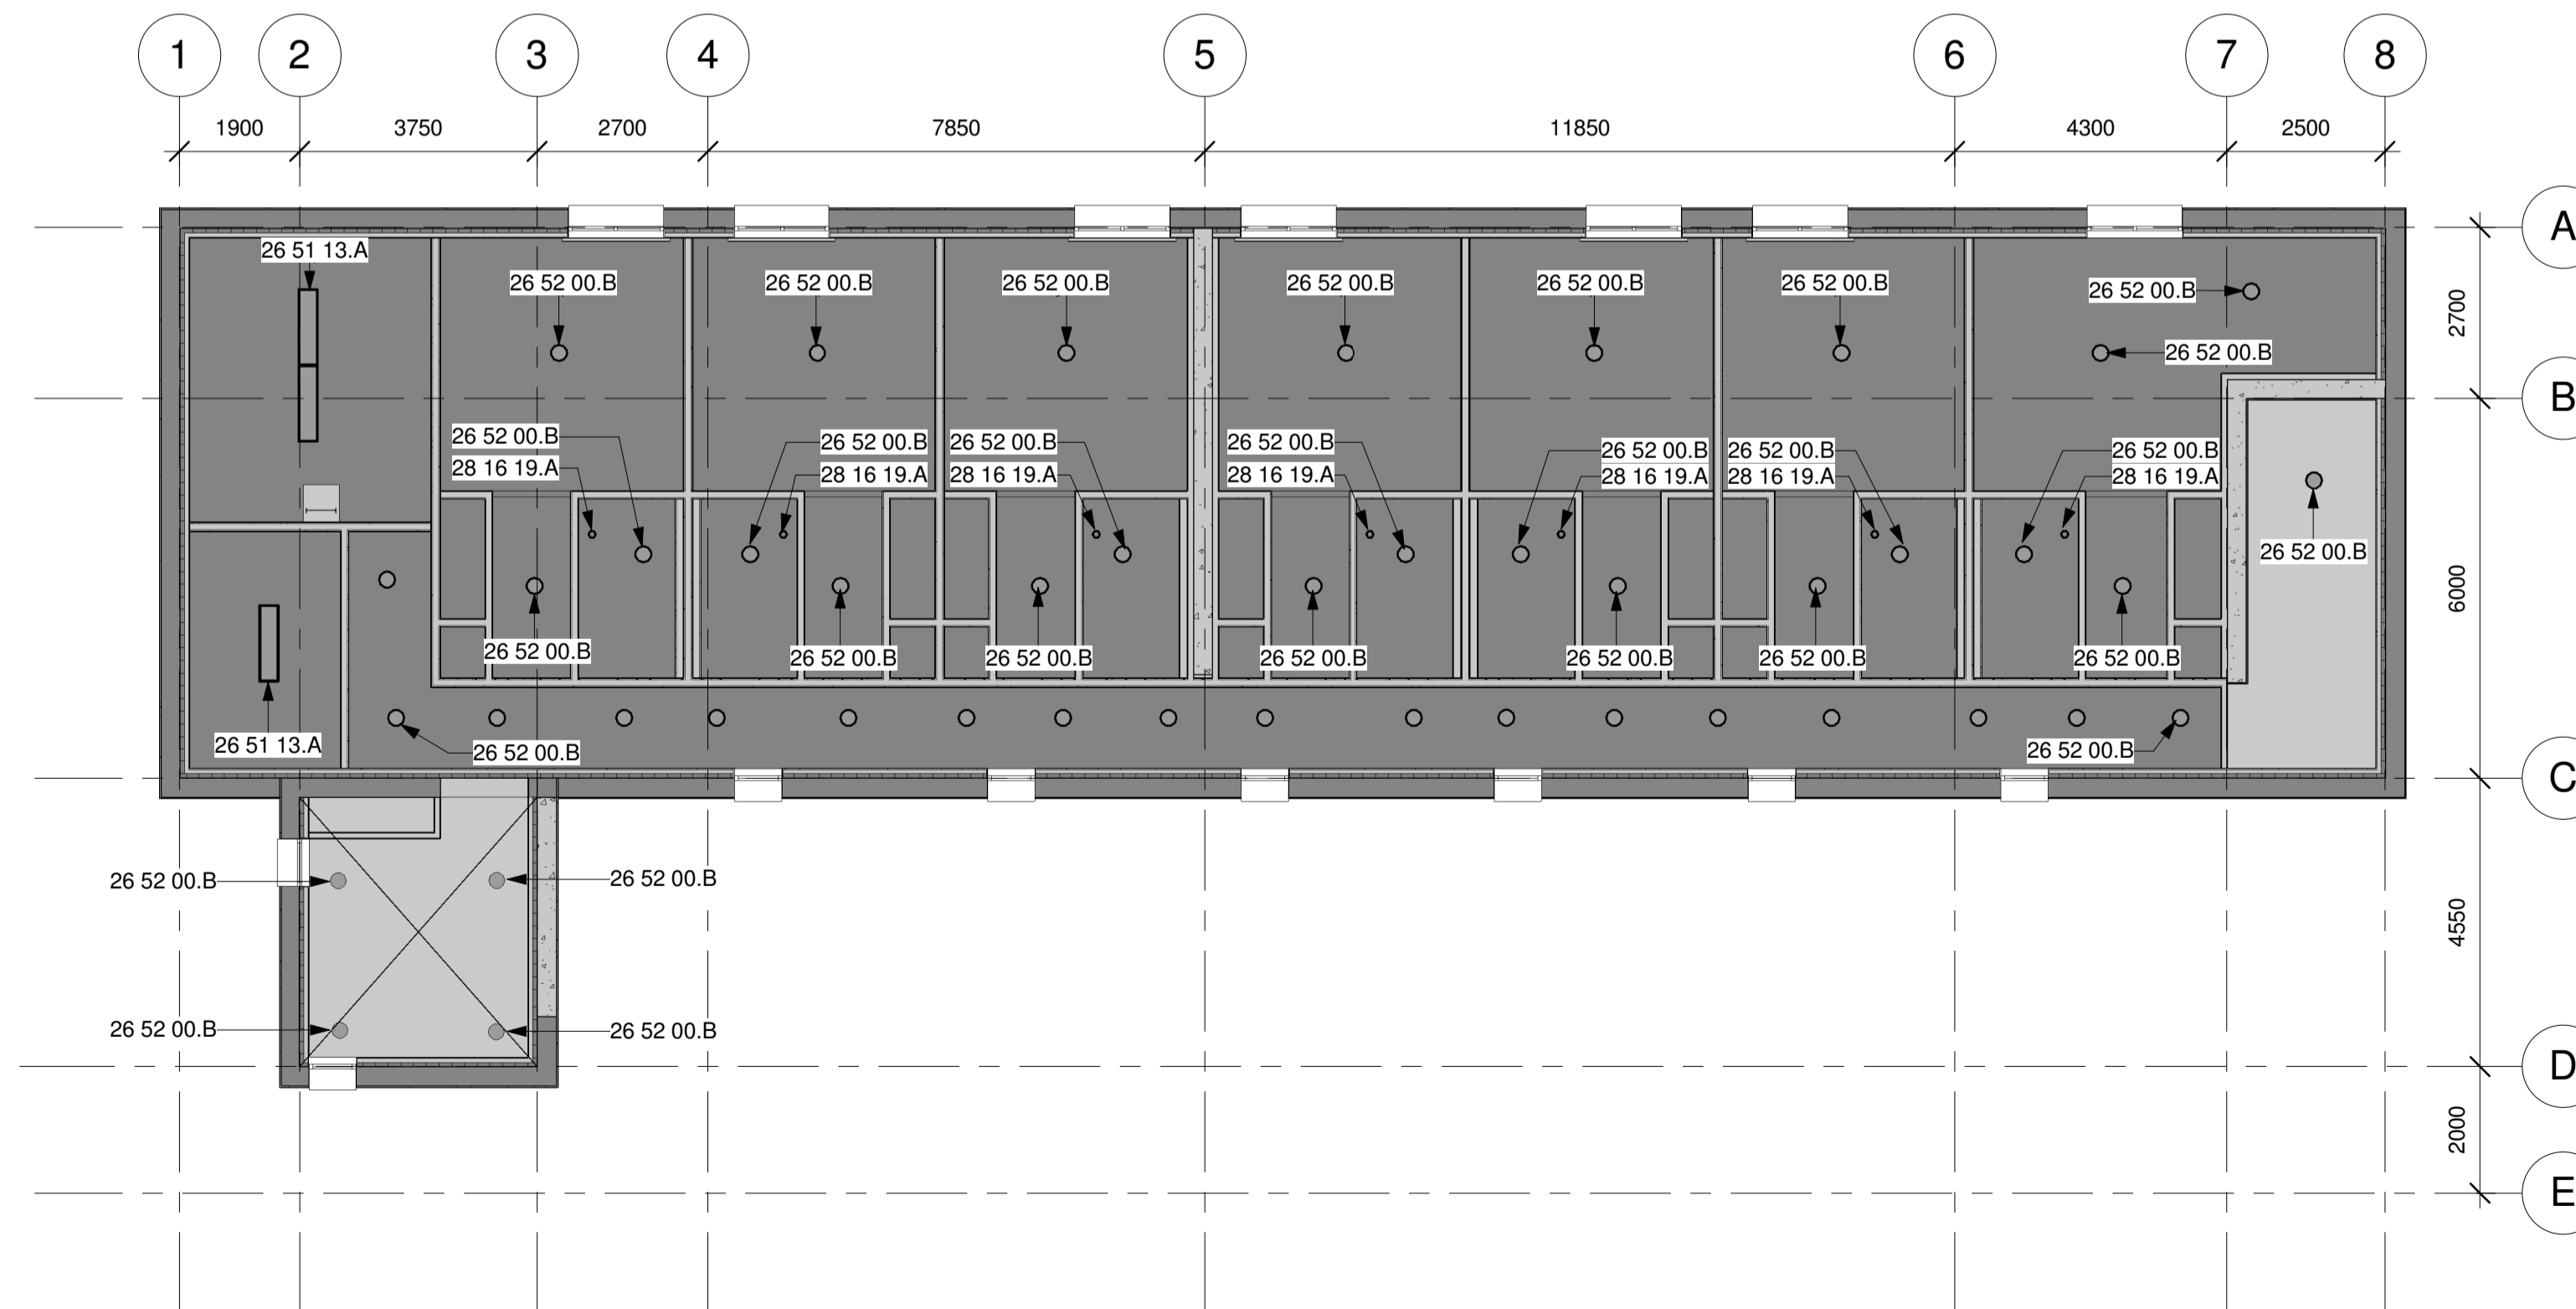 1 2 3 4 5 6 7 8
1900 3750 2700 7850 11850 4300 2500
A
26 51 13.A
26 52 00.B 26 52 00.B 26 52 00.B 26 52 00.B 26 52 00.B 26 52 00.B 26 52 00.B
2700
26 52 00.B
B
26 52 00.B 26 52 00.B 26 52 00.B 26 52 00.B 26 52 00.B 26 52 00.B 26 52 00.B
28 16 19.A 28 16 19.A 28 16 19.A 28 16 19.A 28 16 19.A 28 16 19.A 28 16 19.A
26 52 00.B
6000
26 52 00.B 26 52 00.B 26 52 00.B 26 52 00.B 26 52 00.B 26 52 00.B 26 52 00.B
26 51 13.A 26 52 00.B 26 52 00.B
C
26 52 00.B 26 52 00.B
4550
26 52 00.B 26 52 00.B
D
2000
E